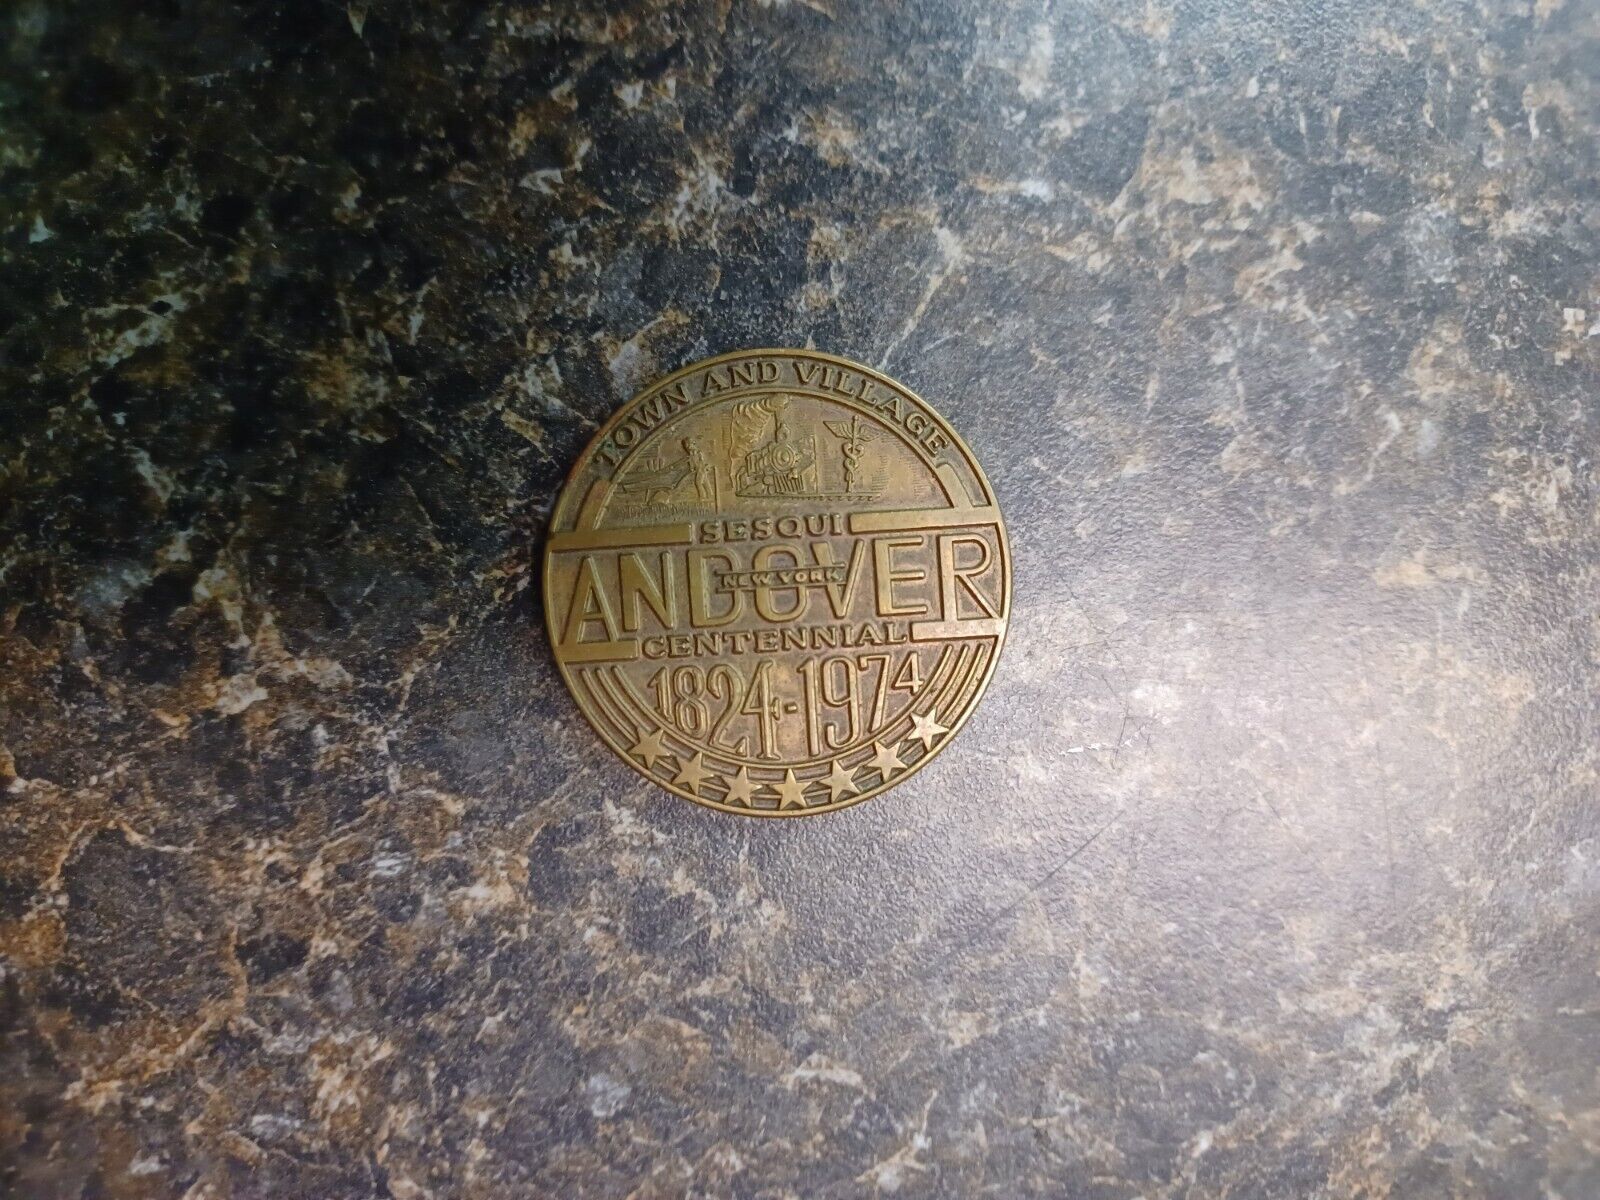 TOWN AND VILLAGE
SESQUI
ANDOVER
NEW YORK
CENTENNIAL
1824-1974